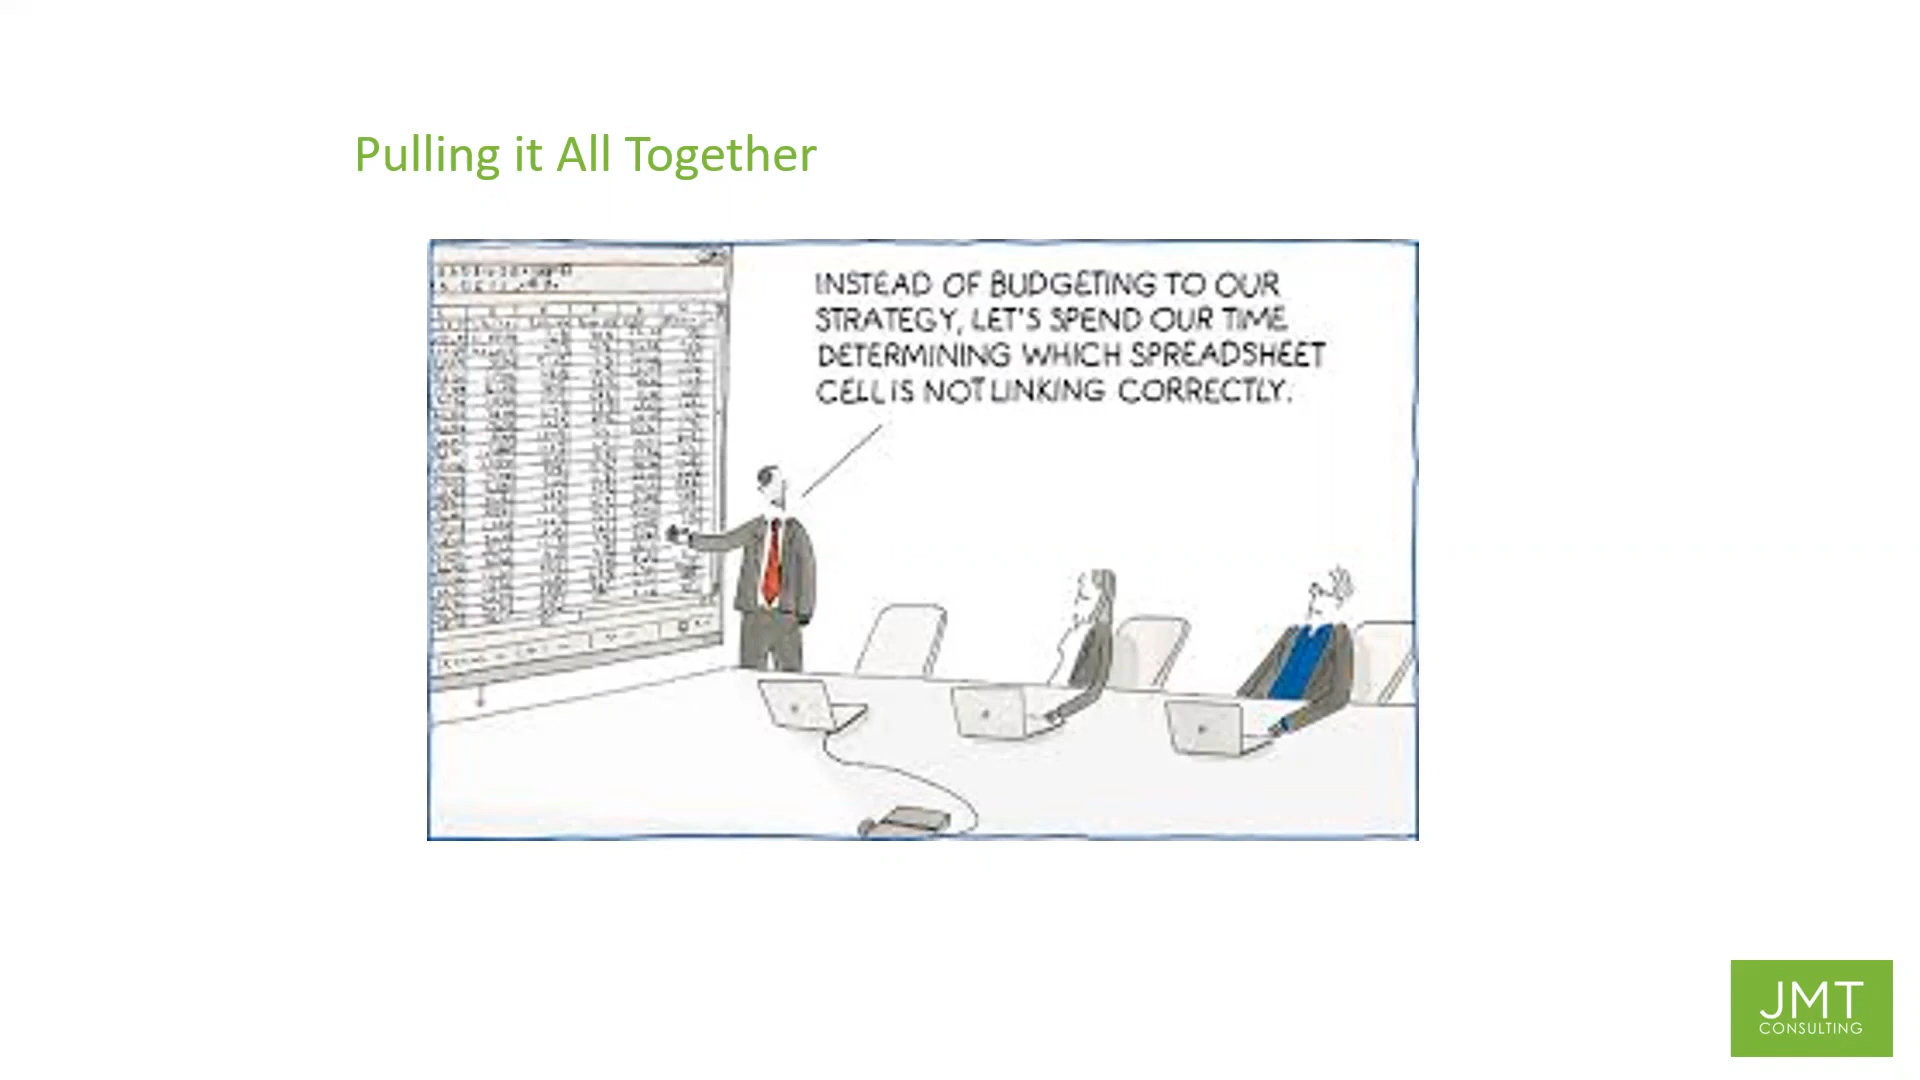 Pulling it All Together
INSTEAD OF BUDGETING TO OUR
STRATEGY, LET'S SPEND OUR TIME
DETERMINING WHICH SPREADSHEET
CELL IS NOT LINKING CORRECTLY.
JMT
CONSULTING